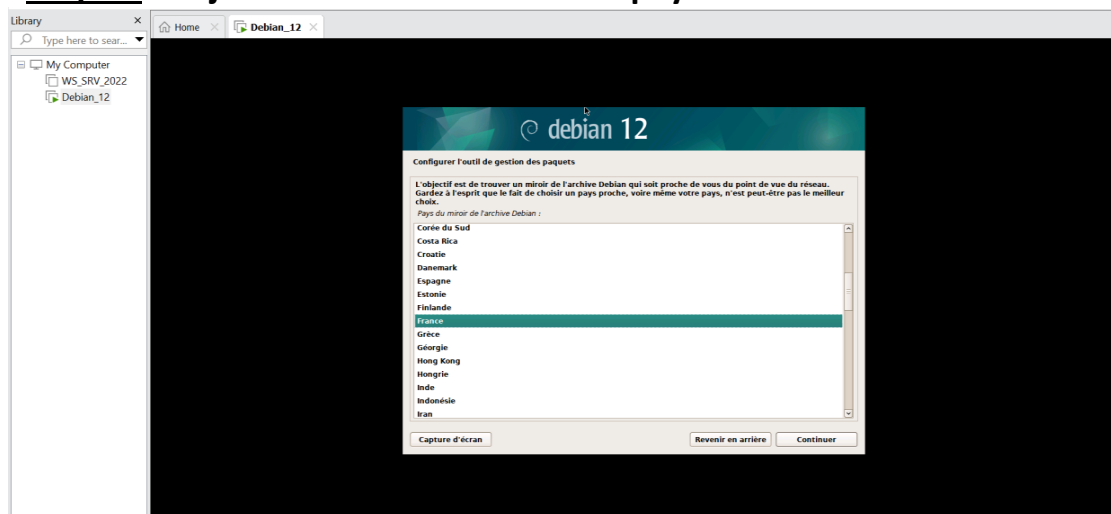 Library
Type here to sear...
My Computer
WS_SRV_2022
Debian_12
Home
Debian_12
debian 12
Configurer l'outil de gestion des paquets
L'objectif est de trouver un miroir de l'archive Debian qui soit proche de vous du point de vue du réseau.
Gardez à l'esprit que le fait de choisir un pays proche, voire même votre pays, n'est peut-être pas le meilleur
choix.
Pays du miroir de l'archive Debian :
Corée du Sud
Costa Rica
Croatie
Danemark
Espagne
Estonie
Finlande
France
Grèce
Géorgie
Hong Kong
Hongrie
Inde
Indonésie
Iran
Capture d'écran
Revenir en arrière
Continuer